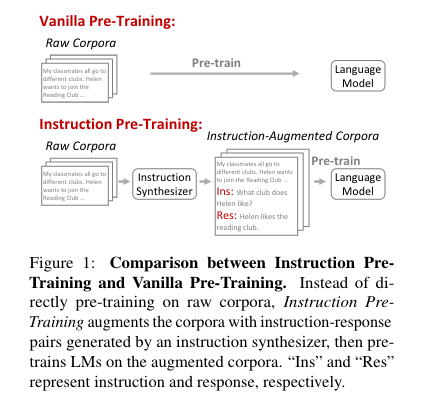 Vanilla Pre-Training:
Raw Corpora
My classmates all go to
different clubs. Helen
wants to join the
Reading Club ...
Pre-train
Language
Model
Instruction Pre-Training:
Raw Corpora
My classmates all go to
different clubs. Helen
wants to join the
Reading Club ...
Instruction
Synthesizer
Instruction-Augmented Corpora
My classmates all go to
different clubs. Helen wants
to join the Reading Club ...
Ins: What club does
Helen like?
Res: Helen likes the
reading club.
Pre-train
Language
Model
Figure 1: Comparison between Instruction Pre-
Training and Vanilla Pre-Training. Instead of di-
rectly pre-training on raw corpora, Instruction Pre-
Training augments the corpora with instruction-response
pairs generated by an instruction synthesizer, then pre-
trains LMs on the augmented corpora. “Ins” and “Res”
represent instruction and response, respectively.